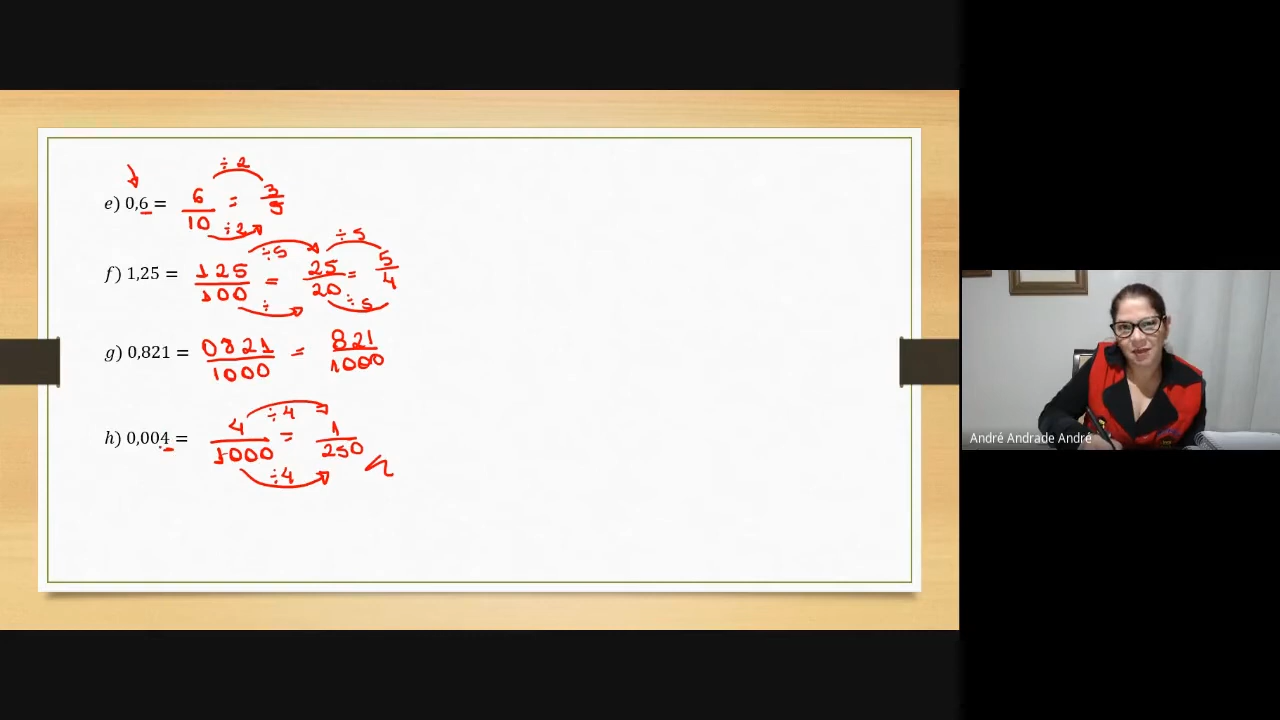 ÷2
e) 0,6 = 6/10 = 3/5
÷2
÷5 ÷5
f) 1,25 = 125/100 = 25/20 = 5/4
÷ ÷5
g) 0,821 = 0821/1000 = 821/1000
÷4
h) 0,004 = 4/1000 = 1/250
÷4
André Andrade André